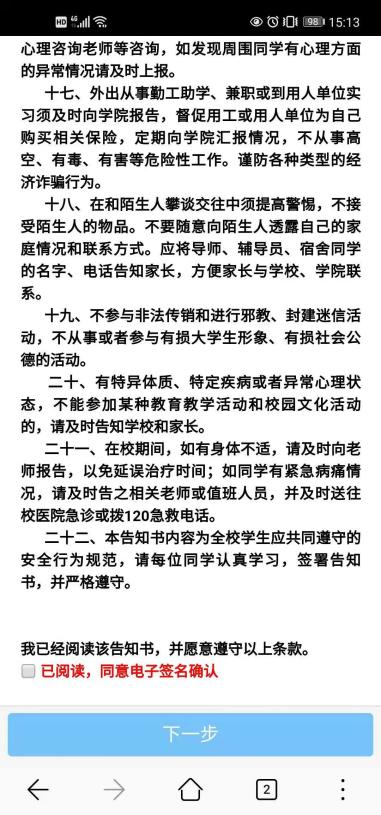 HD 4G 98 15:13
心理咨询老师等咨询，如发现周围同学有心理方面
的异常情况请及时上报。
十七、外出从事勤工助学、兼职或到用人单位实
习须及时向学院报告，督促用工或用人单位为自己
购买相关保险，定期向学院汇报情况，不从事高
空、有毒、有害等危险性工作。谨防各种类型的经
济诈骗行为。
十八、在和陌生人攀谈交往中须提高警惕，不接
受陌生人的物品。不要随意向陌生人透露自己的家
庭情况和联系方式。应将导师、辅导员、宿舍同学
的名字、电话告知家长，方便家长与学校、学院联
系。
十九、不参与非法传销和进行邪教、封建迷信活
动，不从事或者参与有损大学生形象、有损社会公
德的活动。
二十、有特异体质、特定疾病或者异常心理状
态，不能参加某种教育教学活动和校园文化活动
的，请及时告知学校和家长。
二十一、在校期间，如有身体不适，请及时向老
师报告，以免延误治疗时间；如同学有紧急病痛情
况，请及时告之相关老师或值班人员，并及时送往
校医院急诊或拨120急救电话。
二十二、本告知书内容为全校学生应共同遵守的
安全行为规范，请每位同学认真学习，签署告知
书，并严格遵守。
我已经阅读该告知书，并愿意遵守以上条款。
已阅读，同意电子签名确认
下一步
2